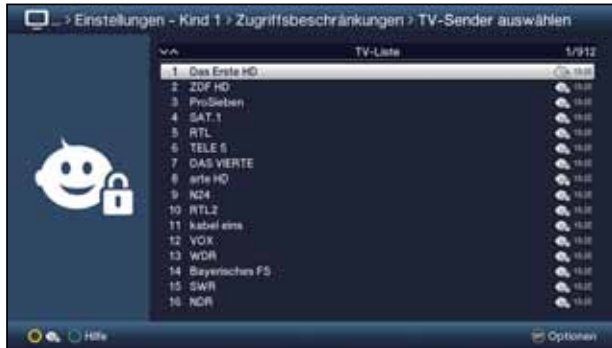 ... > Einstellungen - Kind 1 > Zugriffsbeschränkungen > TV-Sender auswählen
TV-Liste 1/912
1 Das Erste HD
2 ZDF HD
3 ProSieben
4 SAT.1
5 RTL
6 TELE 5
7 DAS VIERTE
8 arte HD
9 N24
10 RTL2
11 kabel eins
12 VOX
13 WDR
14 Bayerisches FS
15 SWR
16 NDR
Hilfe Optionen